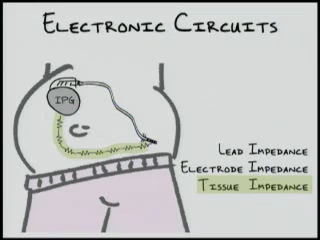 ELECTRONIC CIRCUITS
IPG
LEAD IMPEDANCE
ELECTRODE IMPEDANCE
TISSUE IMPEDANCE